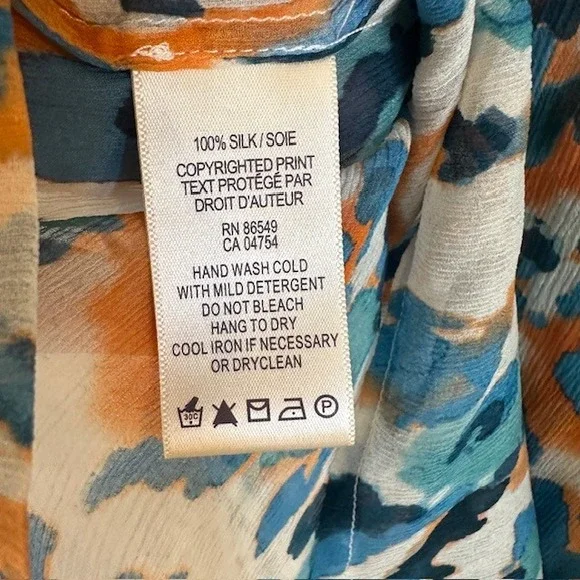 100% SILK / SOIE
COPYRIGHTED PRINT
TEXT PROTÉGÉ PAR
DROIT D'AUTEUR
RN 86549
CA 04754
HAND WASH COLD
WITH MILD DETERGENT
DO NOT BLEACH
HANG TO DRY
COOL IRON IF NECESSARY
OR DRYCLEAN
30C P